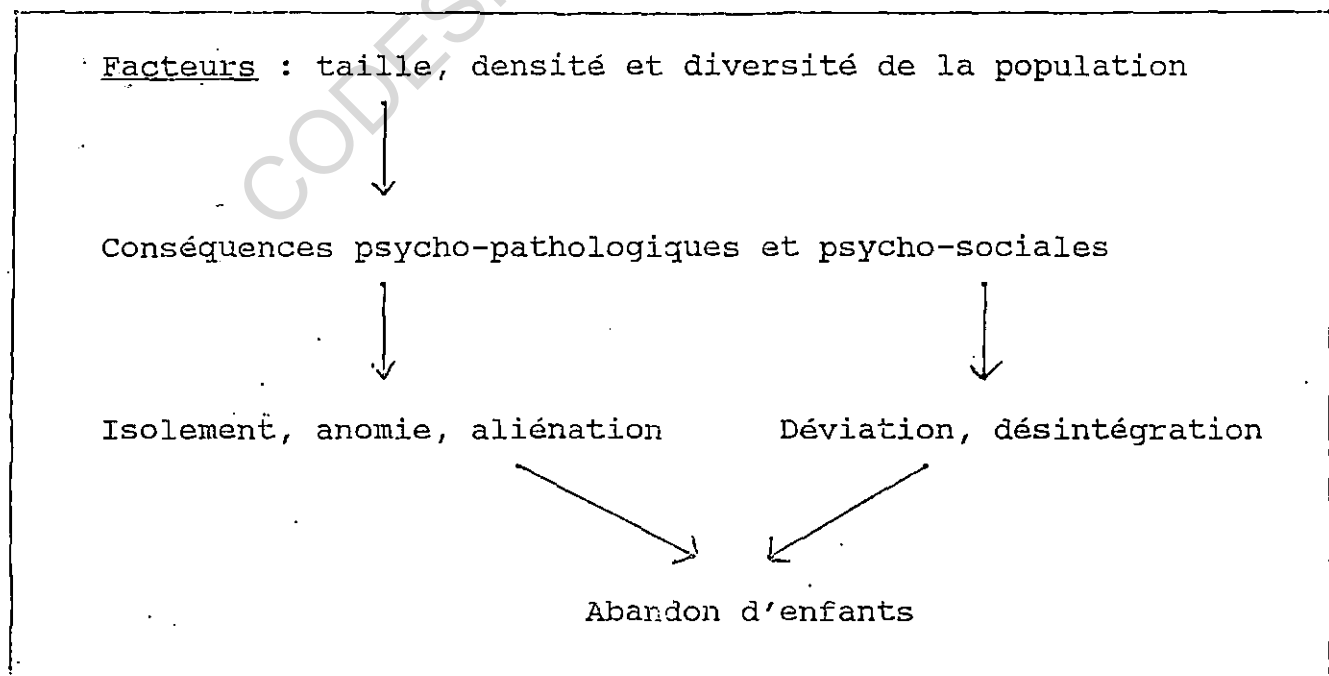 Facteurs : taille, densité et diversité de la population
Conséquences psycho-pathologiques et psycho-sociales
Isolement, anomie, aliénation Déviation, désintégration
Abandon d'enfants